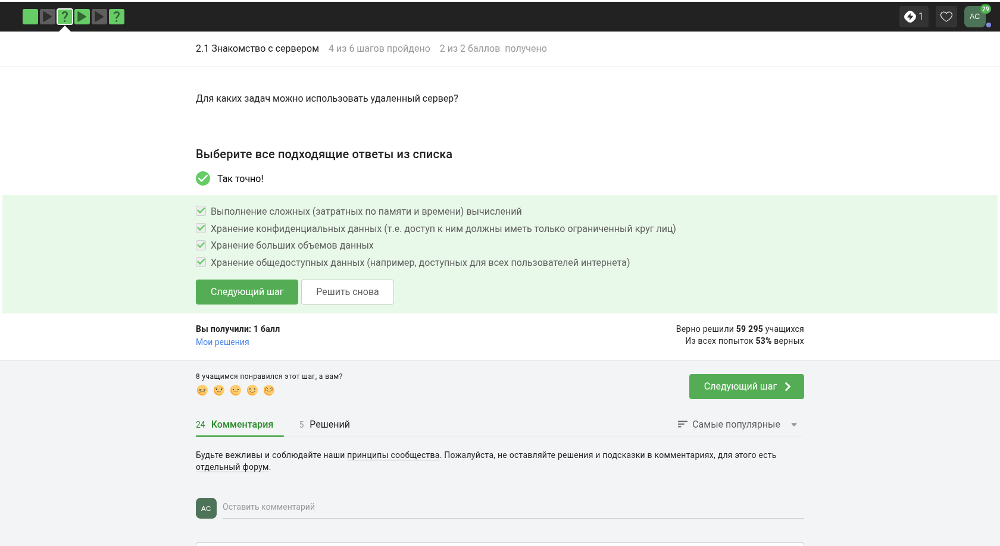 ? ? 1 AC 29
2.1 Знакомство с сервером 4 из 6 шагов пройдено 2 из 2 баллов получено
Для каких задач можно использовать удаленный сервер?
Выберите все подходящие ответы из списка
Так точно!
Выполнение сложных (затратных по памяти и времени) вычислений
Хранение конфиденциальных данных (т.е. доступ к ним должны иметь только ограниченный круг лиц)
Хранение больших объемов данных
Хранение общедоступных данных (например, доступных для всех пользователей интернета)
Следующий шаг Решить снова
Вы получили: 1 балл Верно решили 59 295 учащихся
Мои решения Из всех попыток 53% верных
8 учащимся понравился этот шаг, а вам?
Следующий шаг
24 Комментария 5 Решений Самые популярные
Будьте вежливы и соблюдайте наши принципы сообщества. Пожалуйста, не оставляйте решения и подсказки в комментариях, для этого есть
отдельный форум.
AC Оставить комментарий